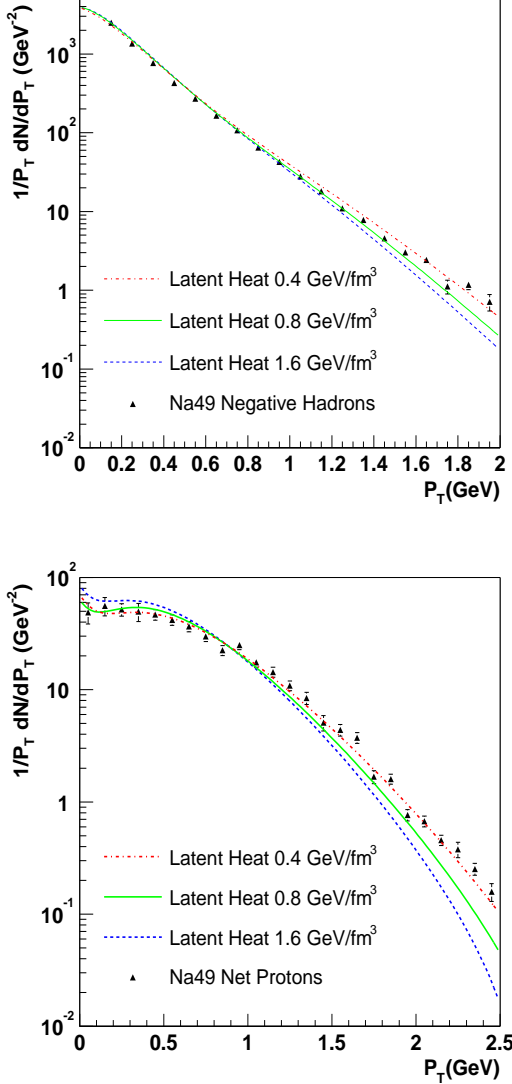 1/P_T dN/dP_T (GeV^-2)
10^3
10^2
10
1
10^-1
10^-2
Latent Heat 0.4 GeV/fm^3
Latent Heat 0.8 GeV/fm^3
Latent Heat 1.6 GeV/fm^3
Na49 Negative Hadrons
0 0.2 0.4 0.6 0.8 1 1.2 1.4 1.6 1.8 2
P_T(GeV)
1/P_T dN/dP_T (GeV^-2)
10^2
10
1
10^-1
10^-2
Latent Heat 0.4 GeV/fm^3
Latent Heat 0.8 GeV/fm^3
Latent Heat 1.6 GeV/fm^3
Na49 Net Protons
0 0.5 1 1.5 2 2.5
P_T(GeV)